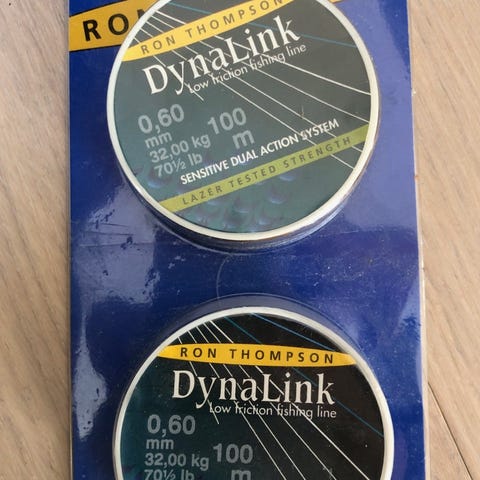 RON
RON THOMPSON
DynaLink
Low friction fishing line
0,60
mm
32,00 kg
70½ lb
100
m
SENSITIVE DUAL ACTION SYSTEM
LAZER TESTED STRENGTH
RON THOMPSON
DynaLink
Low friction fishing line
0,60
mm
32,00 kg
70½ lb
100
m